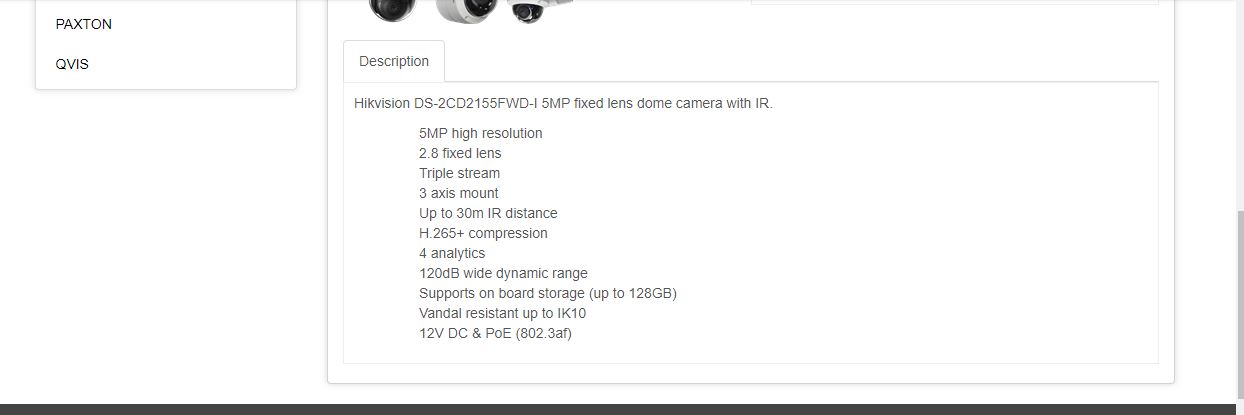 PAXTON
QVIS
Description
Hikvision DS-2CD2155FWD-I 5MP fixed lens dome camera with IR.
5MP high resolution
2.8 fixed lens
Triple stream
3 axis mount
Up to 30m IR distance
H.265+ compression
4 analytics
120dB wide dynamic range
Supports on board storage (up to 128GB)
Vandal resistant up to IK10
12V DC & PoE (802.3af)